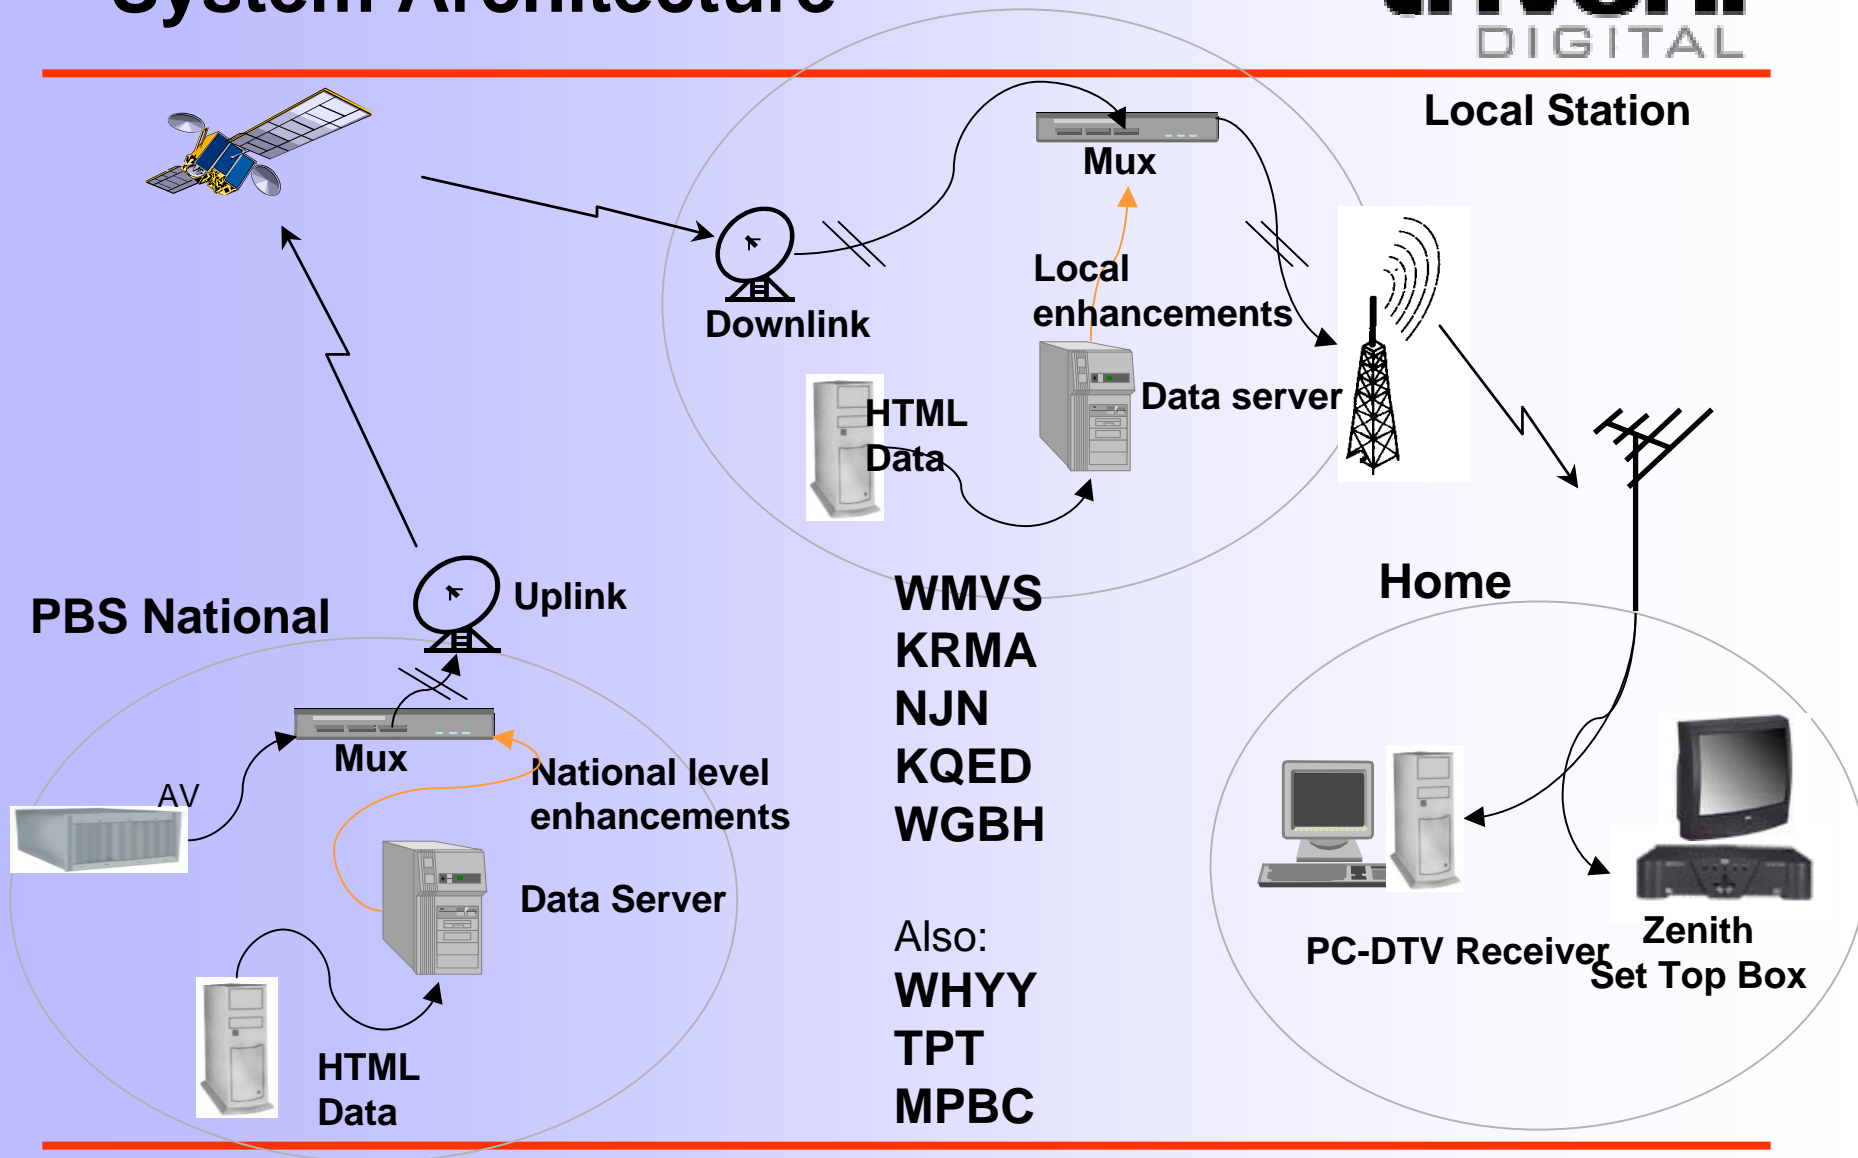 System Architecture
DIGITAL
Local Station
Mux
Local
enhancements
Downlink
Data server
HTML
Data
PBS National
Uplink
Mux
AV
National level
enhancements
Data Server
HTML
Data
WMVS
KRMA
NJN
KQED
WGBH
Also:
WHYY
TPT
MPBC
Home
PC-DTV Receiver
Zenith
Set Top Box